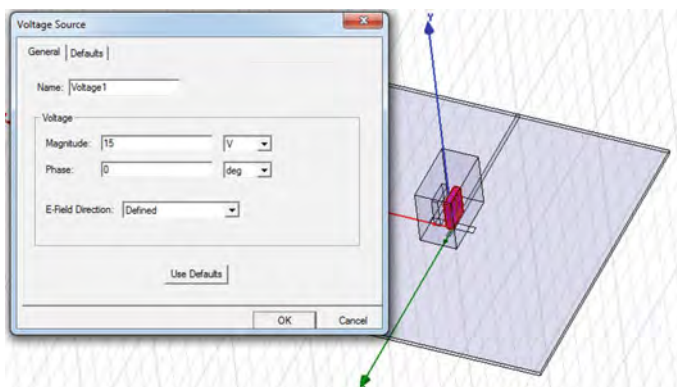 Voltage Source
General
Defaults
Name: Voltage1
Voltage
Magnitude: 15 V
Phase: 0 deg
E-Field Direction: Defined
Use Defaults
OK Cancel
Y